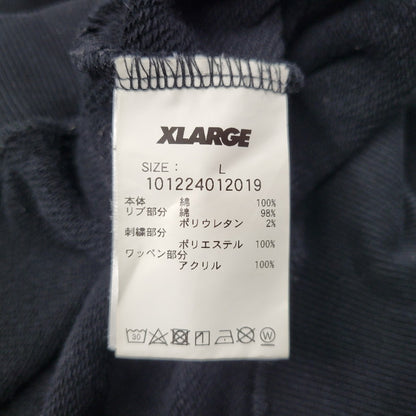 XLARGE
SIZE: L
101224012019
本体 綿 100%
リブ部分 綿 98%
ポリウレタン 2%
刺繍部分
ポリエステル 100%
ワッペン部分
アクリル 100%
30
W